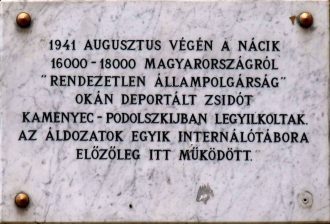 1941 AUGUSZTUS VÉGÉN A NÁCIK
16000-18000 MAGYARORSZÁGRÓL
"RENDEZETLEN ÁLLAMPOLGÁRSÁG"
OKÁN DEPORTÁLT ZSIDÓT
KAMENYEC-PODOLSZKIJBAN LEGYILKOLTAK.
AZ ÁLDOZATOK EGYIK INTERNÁLÓTÁBORA
ELŐZŐLEG ITT MŰKÖDÖTT.